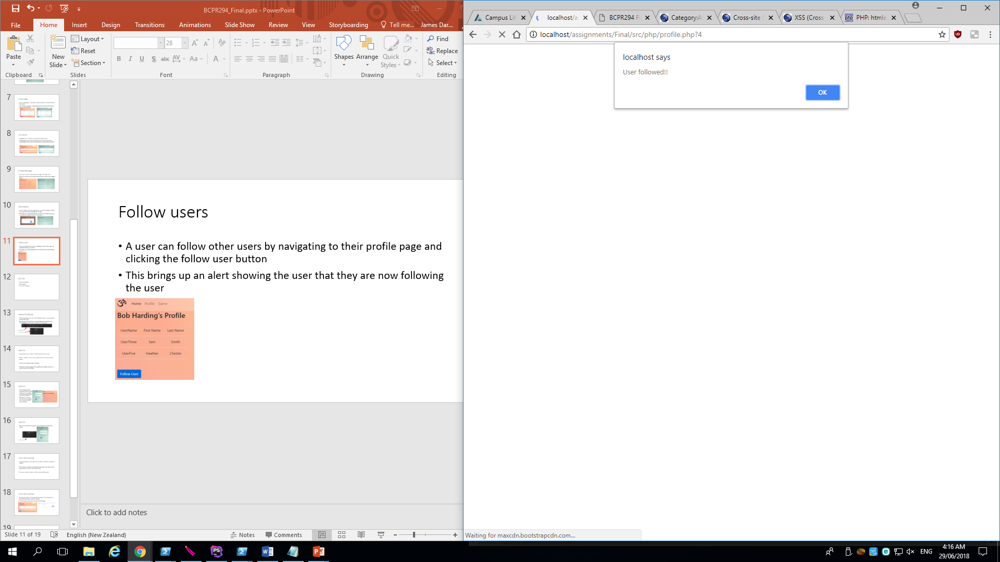 BCPR294_Final.pptx - PowerPoint
File Home Insert Design Transitions Animations Slide Show Review View Storyboarding Tell me... James Dar...
Paste
New
Slide
Layout
Reset
Section
28
B I U S abc AV Aa A
Shapes Arrange Quick
Styles
Find
Replace
Select
Clipboard Slides Font Paragraph Drawing Editing
7
8
9
10
11
12
13
14
15
16
17
18
19
Follow users
• A user can follow other users by navigating to their profile page and
clicking the follow user button
• This brings up an alert showing the user that they are now following
the user
Home Profile Game
Bob Harding's Profile
UserName First Name Last Name
UserThree Sam Smith
UserFive Heather Chester
Follow User
Click to add notes
Slide 11 of 19 English (New Zealand) Notes Comments
Campus Lif
localhost/a
BCPR294 Fi
Category:A
Cross-site S
XSS (Cross
PHP: htmle
localhost/assignments/Final/src/php/profile.php?4
localhost says
User followed!!
OK
Waiting for maxcdn.bootstrapcdn.com...
ENG
4:16 AM
29/06/2018